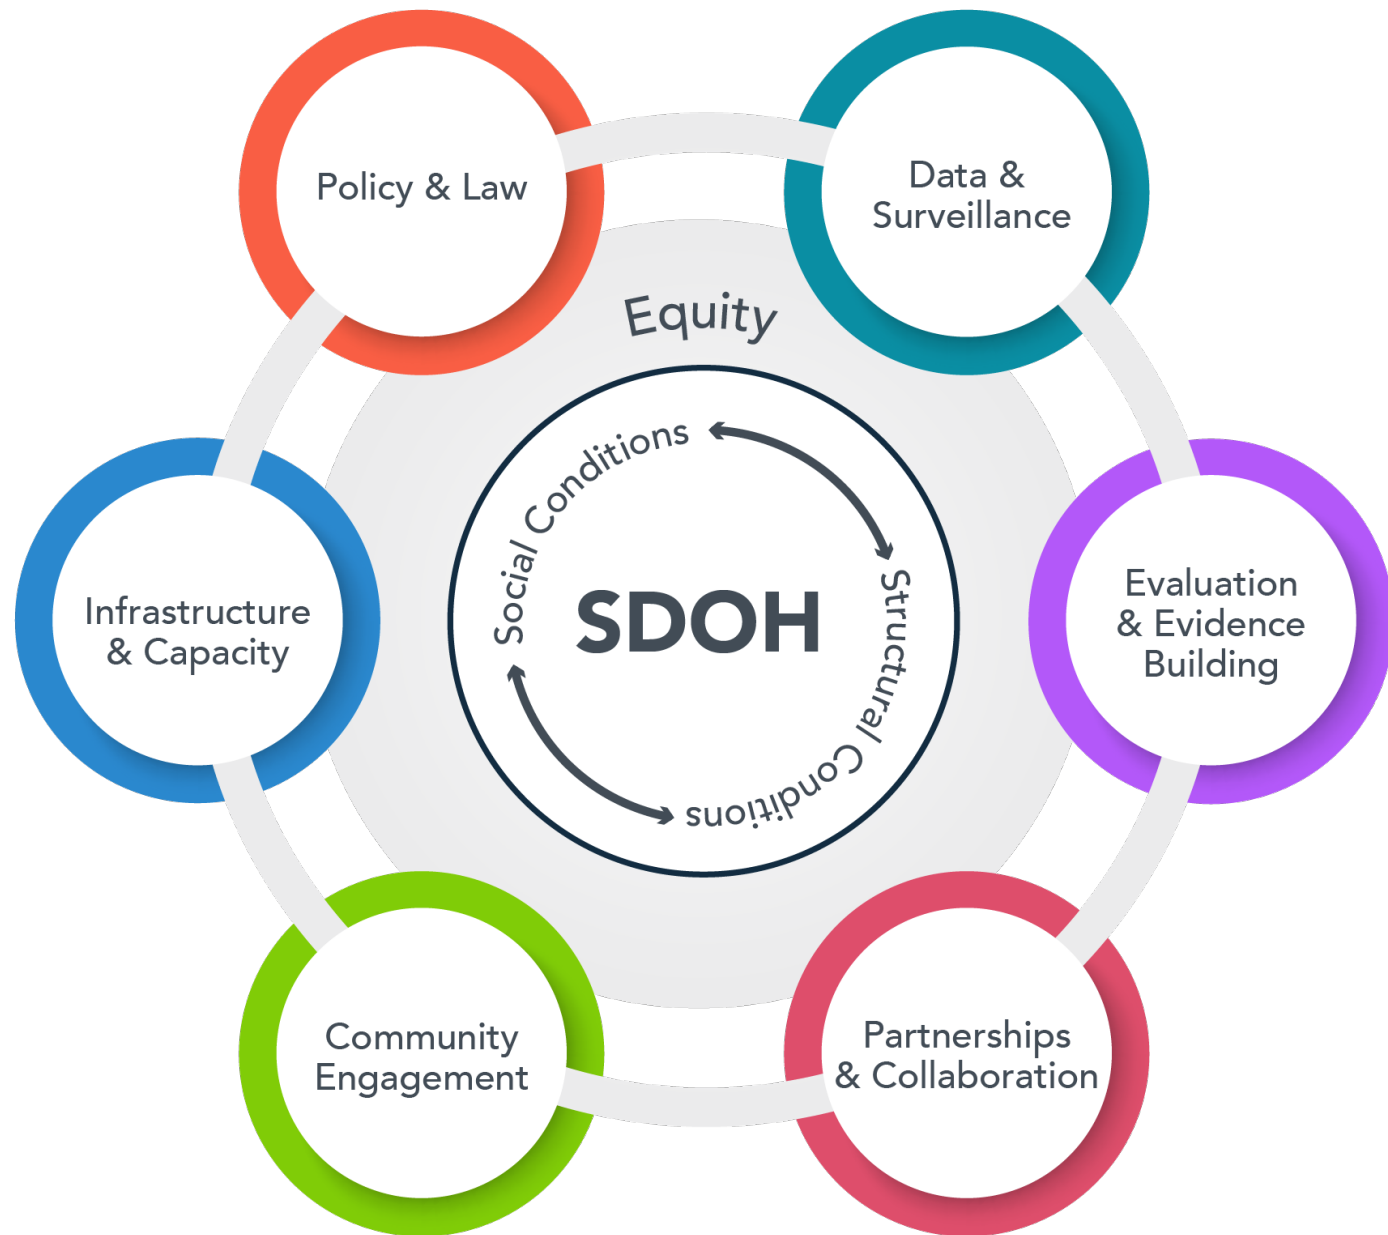 Policy & Law
Data &
Surveillance
Equity
Social Conditions
Structural Conditions
SDOH
Infrastructure
& Capacity
Evaluation
& Evidence
Building
Community
Engagement
Partnerships
& Collaboration